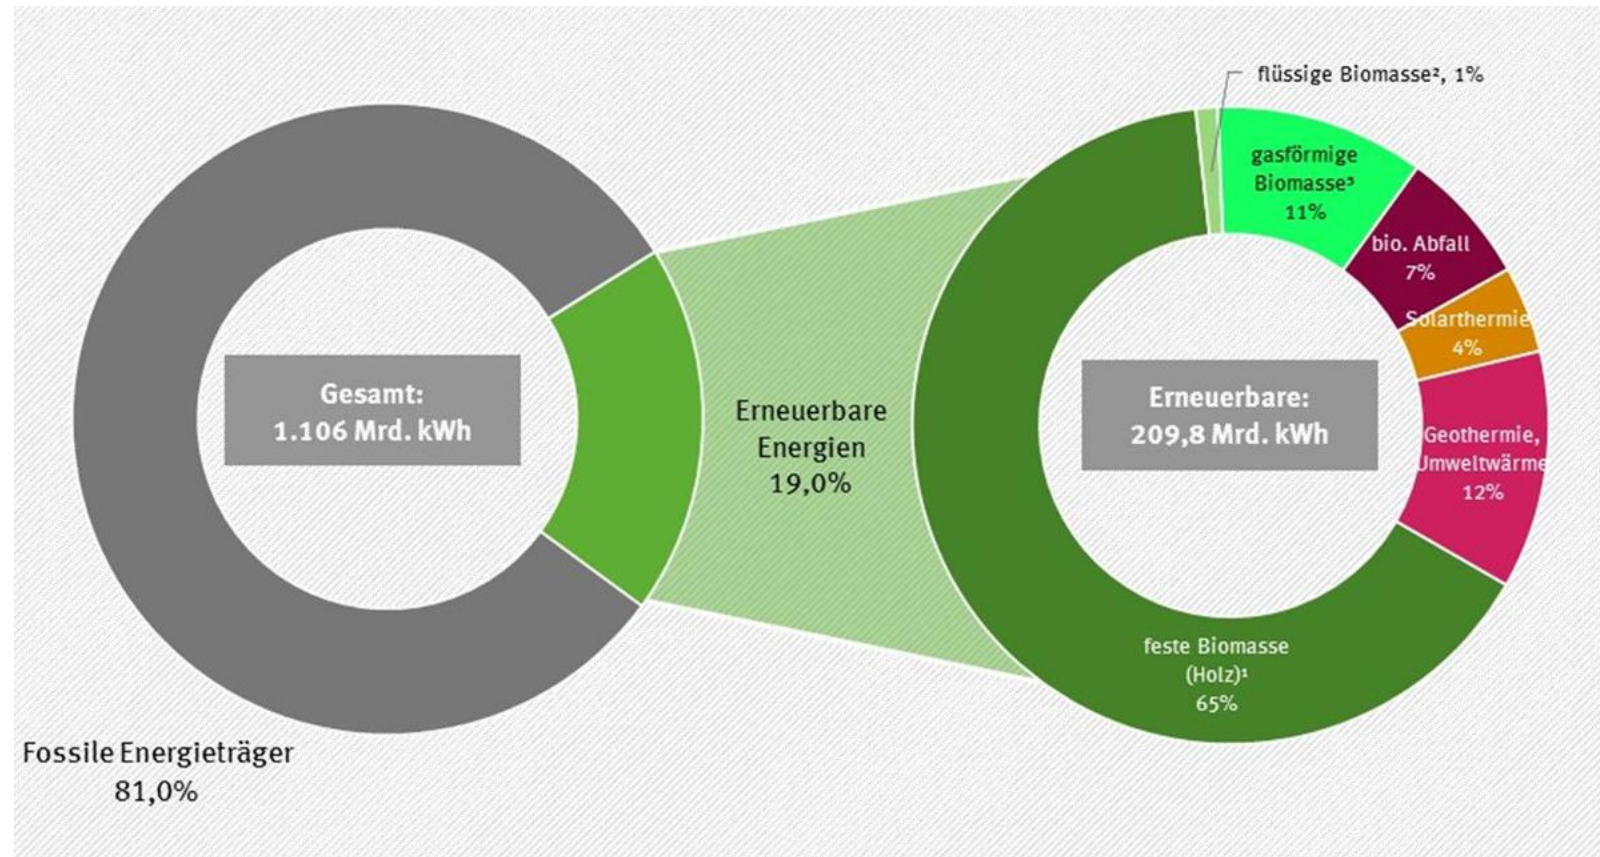 flüssige Biomasse², 1%
gasförmige
Biomasse³
11%
bio. Abfall
7%
Solarthermie
4%
Gesamt:
1.106 Mrd. kWh
Erneuerbare
Energien
19,0%
Erneuerbare:
209,8 Mrd. kWh
Geothermie,
Umweltwärme
12%
feste Biomasse
(Holz)¹
65%
Fossile Energieträger
81,0%